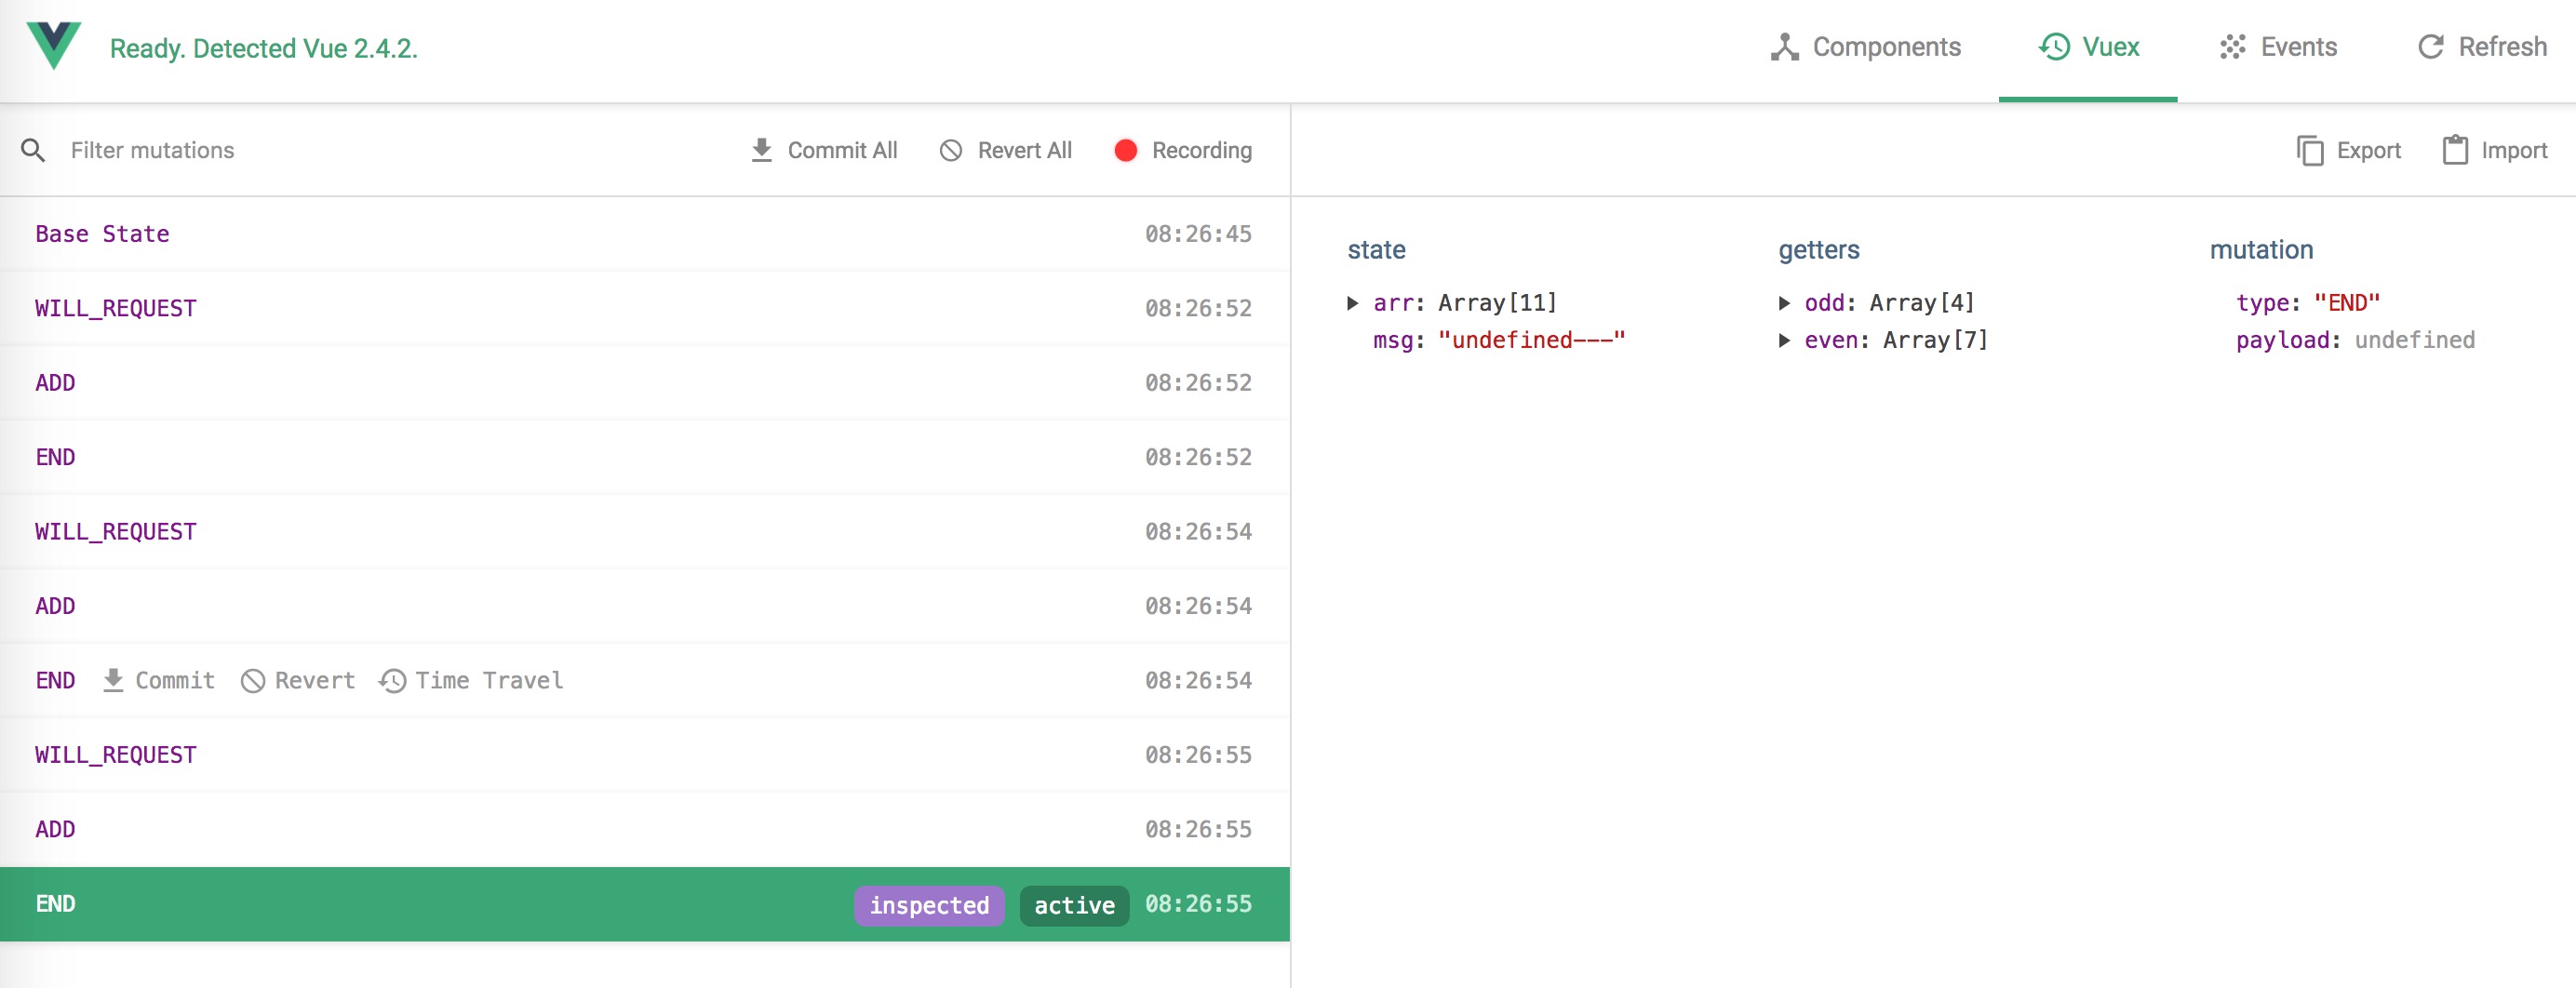 Ready. Detected Vue 2.4.2.
Components Vuex Events Refresh
Filter mutations Commit All Revert All Recording
Export Import
Base State 08:26:45
WILL_REQUEST 08:26:52
ADD 08:26:52
END 08:26:52
WILL_REQUEST 08:26:54
ADD 08:26:54
END Commit Revert Time Travel 08:26:54
WILL_REQUEST 08:26:55
ADD 08:26:55
END inspected active 08:26:55
state
arr: Array[11]
msg: "undefined---"
getters
odd: Array[4]
even: Array[7]
mutation
type: "END"
payload: undefined